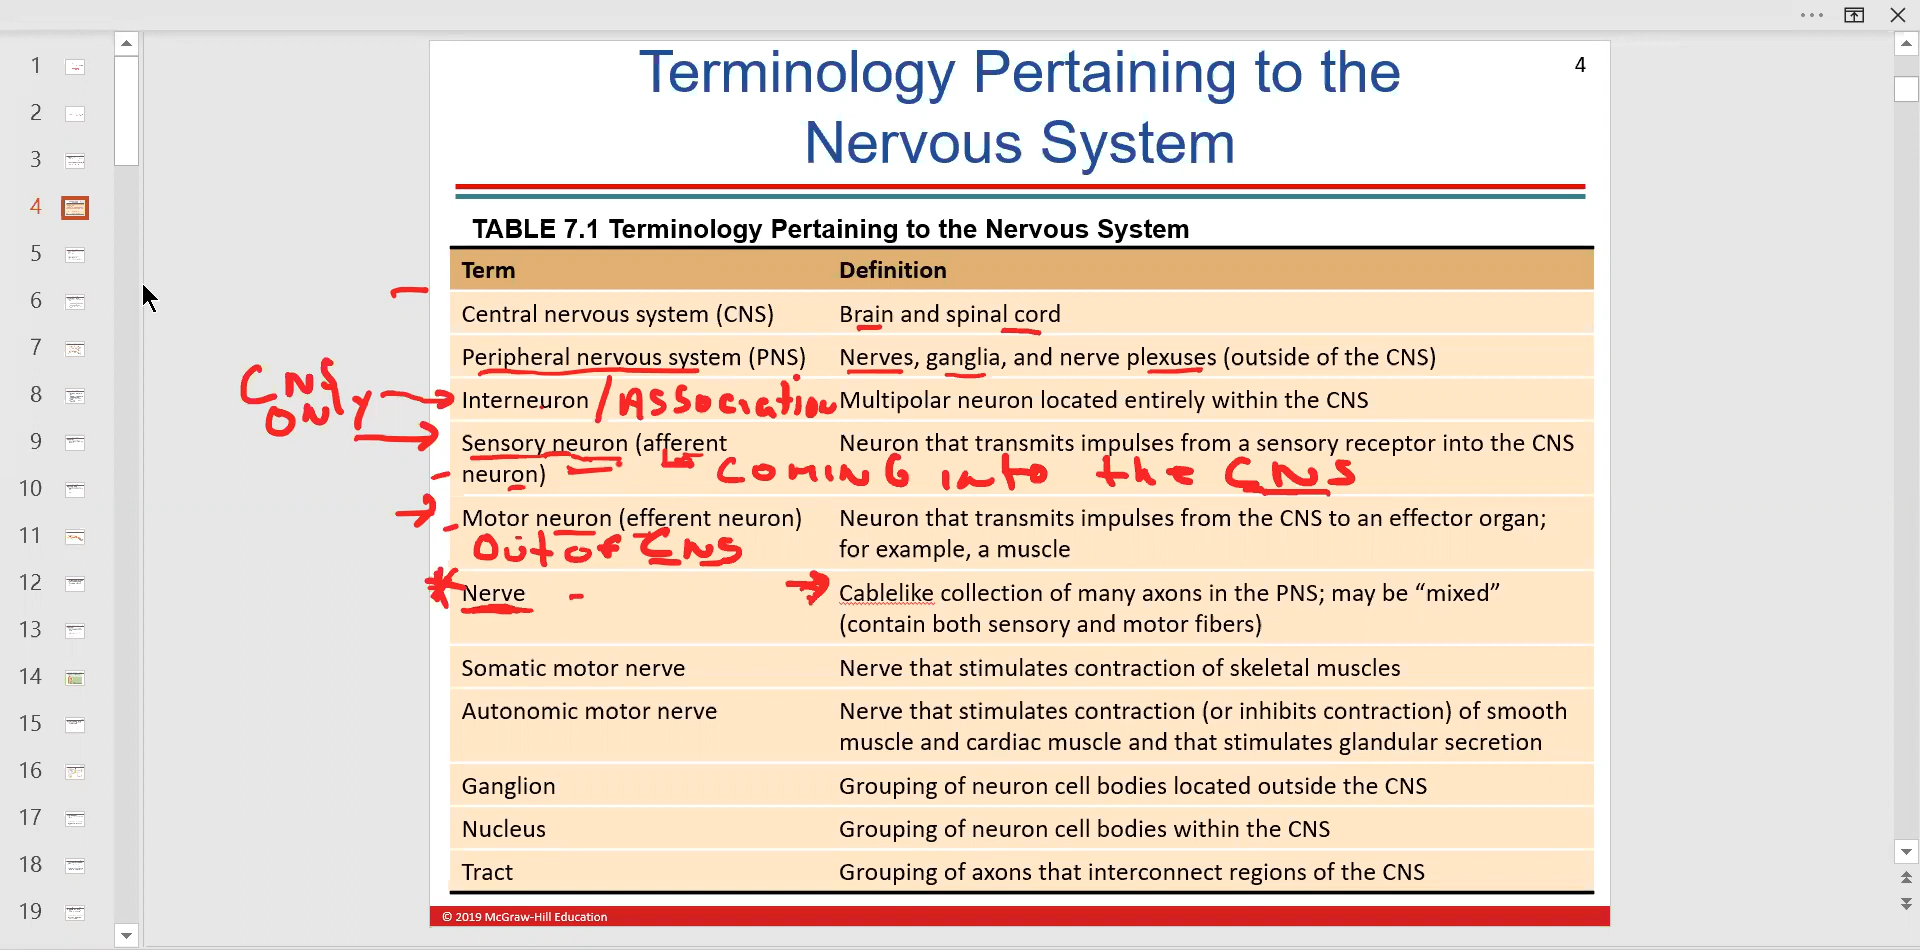 1
2
3
4
5
6
7
8
9
10
11
12
13
14
15
16
17
18
19
4
Terminology Pertaining to the
Nervous System
TABLE 7.1 Terminology Pertaining to the Nervous System
Term Definition
Central nervous system (CNS) Brain and spinal cord
Peripheral nervous system (PNS) Nerves, ganglia, and nerve plexuses (outside of the CNS)
CNS
ONly
Interneuron / Association Multipolar neuron located entirely within the CNS
Sensory neuron (afferent Neuron that transmits impulses from a sensory receptor into the CNS
neuron) COMING into the CNS
Motor neuron (efferent neuron) Neuron that transmits impulses from the CNS to an effector organ;
Out of CNS for example, a muscle
Nerve Cablelike collection of many axons in the PNS; may be “mixed”
(contain both sensory and motor fibers)
Somatic motor nerve Nerve that stimulates contraction of skeletal muscles
Autonomic motor nerve Nerve that stimulates contraction (or inhibits contraction) of smooth
muscle and cardiac muscle and that stimulates glandular secretion
Ganglion Grouping of neuron cell bodies located outside the CNS
Nucleus Grouping of neuron cell bodies within the CNS
Tract Grouping of axons that interconnect regions of the CNS
© 2019 McGraw-Hill Education